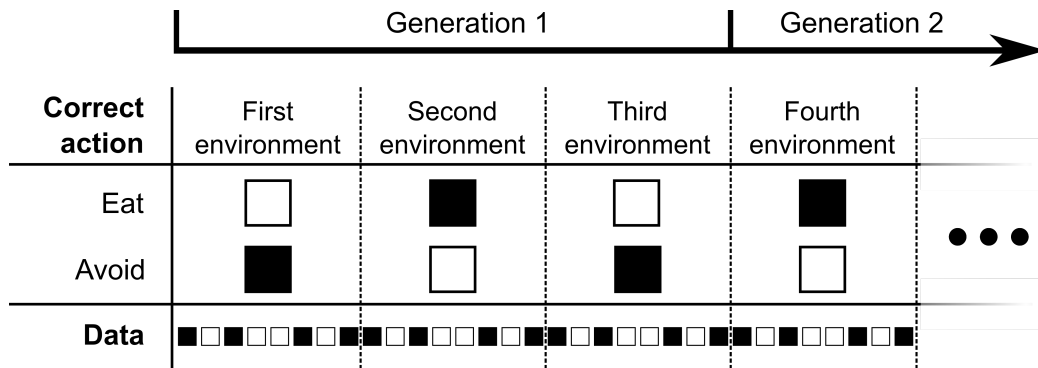 Generation 1
Generation 2
Correct
action
First
environment
Second
environment
Third
environment
Fourth
environment
Eat
Avoid
Data